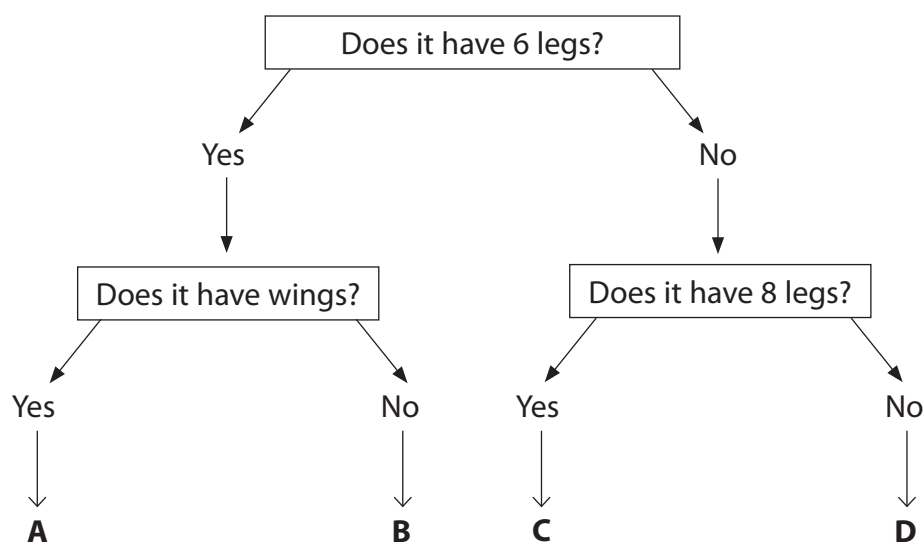 Does it have 6 legs?
Yes
No
Does it have wings?
Does it have 8 legs?
Yes
No
Yes
No
A
B
C
D